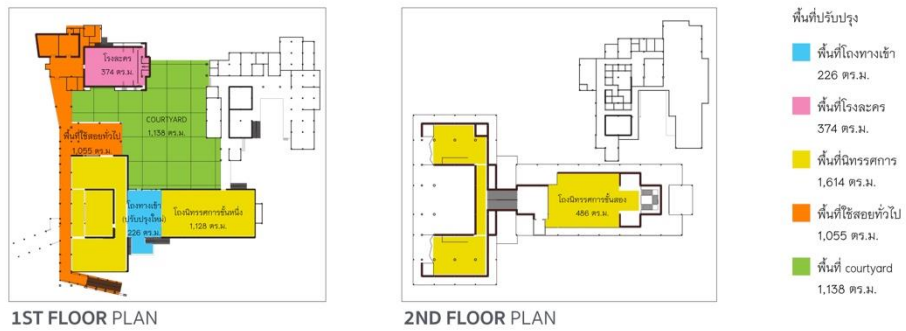 โรงละคร
374 ตร.ม.
COURTYARD
1,138 ตร.ม.
พื้นที่ใช้สอยทั่วไป
1,055 ตร.ม.
โถงทางเข้า
(ปรับปรุงใหม่)
226 ตร.ม.
โถงนิทรรศการชั้นหนึ่ง
1,128 ตร.ม.
1ST FLOOR PLAN
โถงนิทรรศการชั้นสอง
486 ตร.ม.
2ND FLOOR PLAN
พื้นที่ปรับปรุง
พื้นที่โถงทางเข้า
226 ตร.ม.
พื้นที่โรงละคร
374 ตร.ม.
พื้นที่นิทรรศการ
1,614 ตร.ม.
พื้นที่ใช้สอยทั่วไป
1,055 ตร.ม.
พื้นที่ courtyard
1,138 ตร.ม.